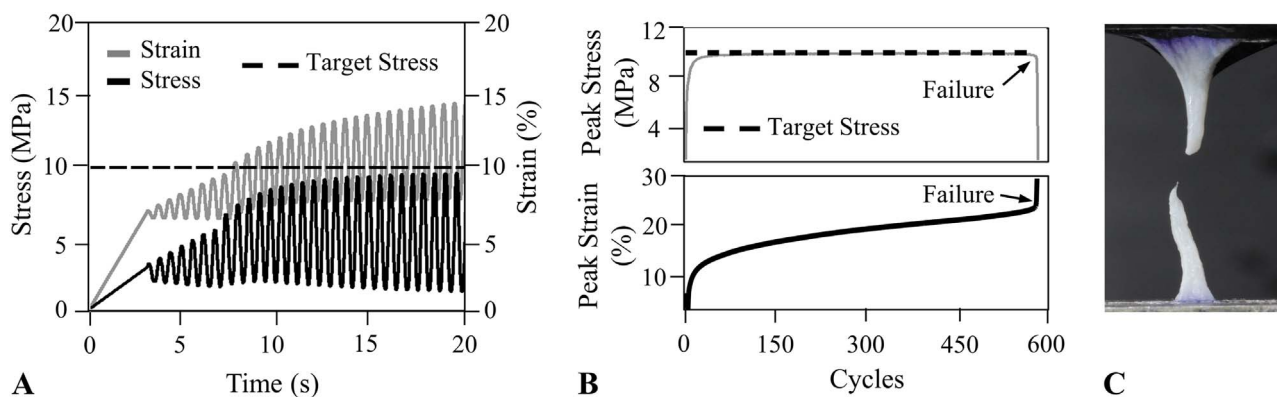 20
15
10
5
0
Stress (MPa)
Strain
Stress
Target Stress
20
15
10
5
0
Strain (%)
0 5 10 15 20
Time (s)
A
12
8
4
Peak Stress
(MPa)
Failure
Target Stress
30
20
10
Peak Strain
(%)
Failure
0 150 300 450 600
Cycles
B
C